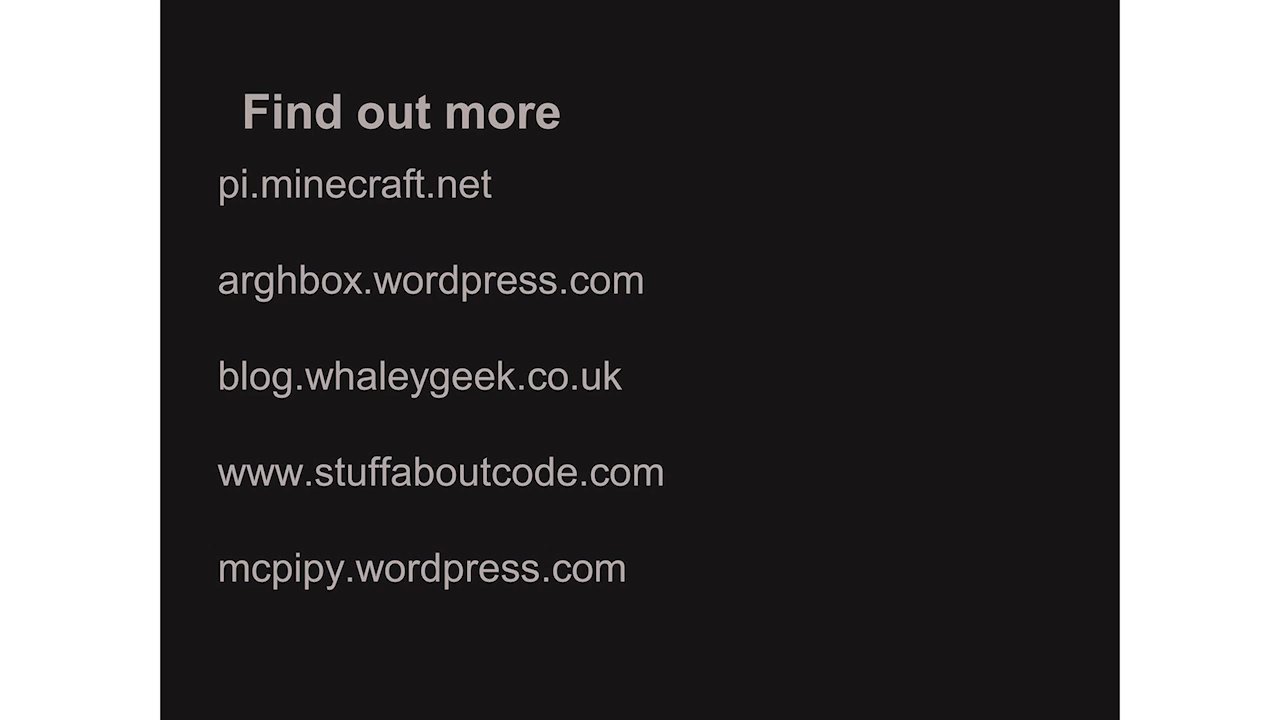 Find out more
pi.minecraft.net
arghbox.wordpress.com
blog.whaleygeek.co.uk
www.stuffaboutcode.com
mcpipy.wordpress.com